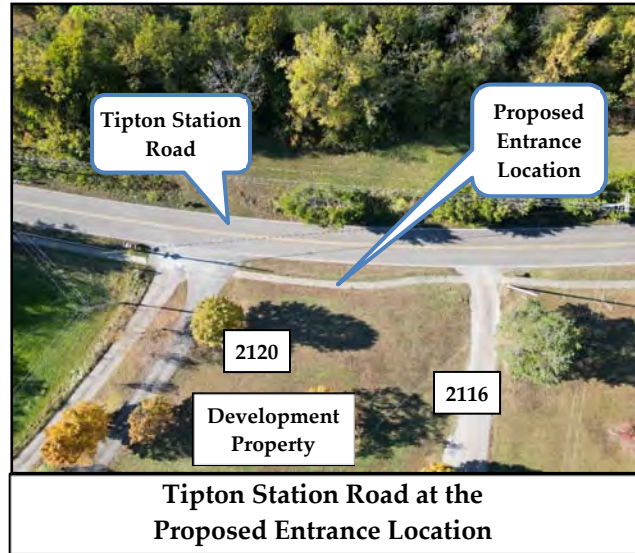 Tipton Station
Road
Proposed
Entrance
Location
2120
2116
Development
Property
Tipton Station Road at the
Proposed Entrance Location